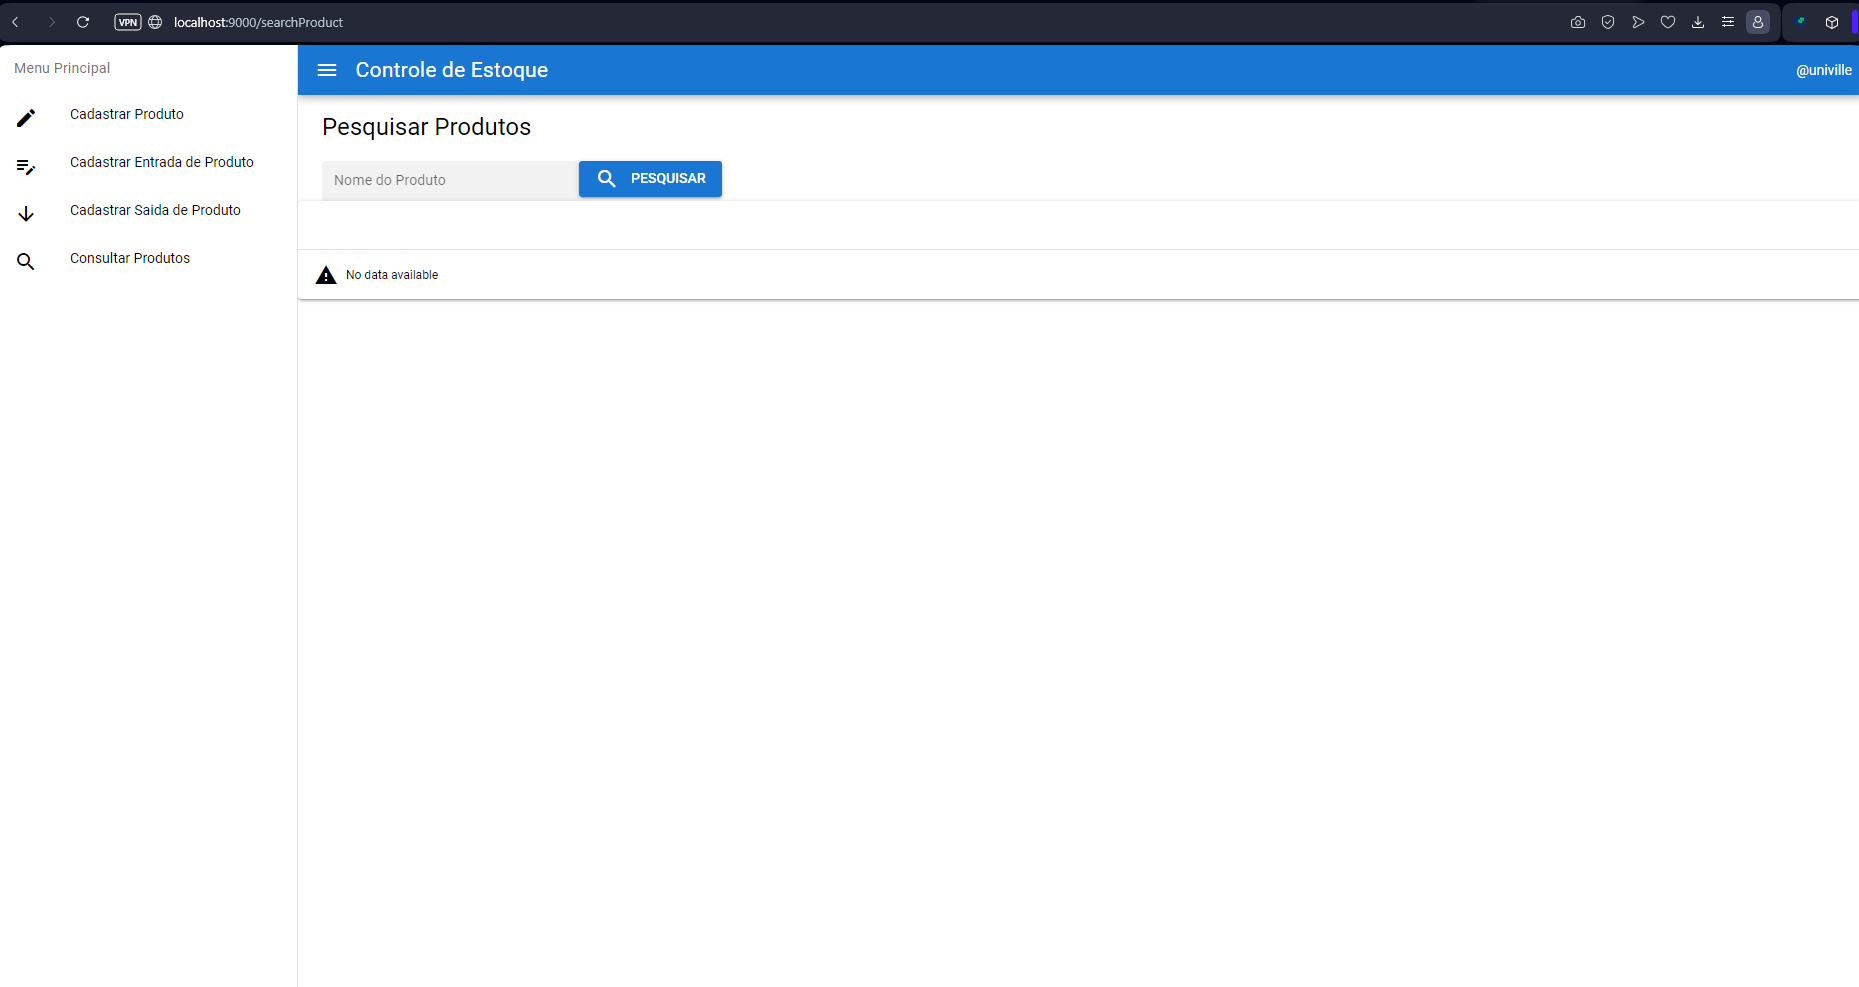 VPN localhost:9000/searchProduct
Menu Principal
Cadastrar Produto
Cadastrar Entrada de Produto
Cadastrar Saida de Produto
Consultar Produtos
Controle de Estoque
@univille
Pesquisar Produtos
Nome do Produto
PESQUISAR
No data available